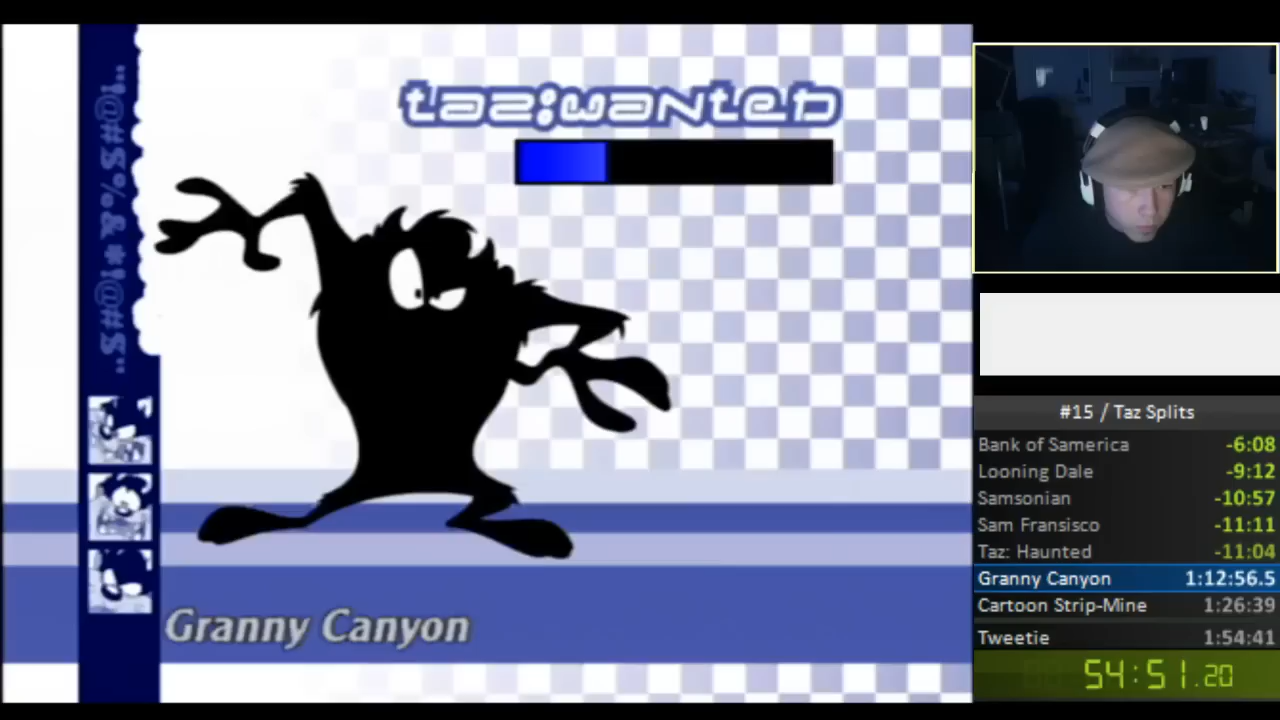 ..!@#$%&*!@#$..
taz:wanted
Granny Canyon
#15 / Taz Splits
Bank of Samerica -6:08
Looning Dale -9:12
Samsonian -10:57
Sam Fransisco -11:11
Taz: Haunted -11:04
Granny Canyon 1:12:56.5
Cartoon Strip-Mine 1:26:39
Tweetie 1:54:41
54:51.20